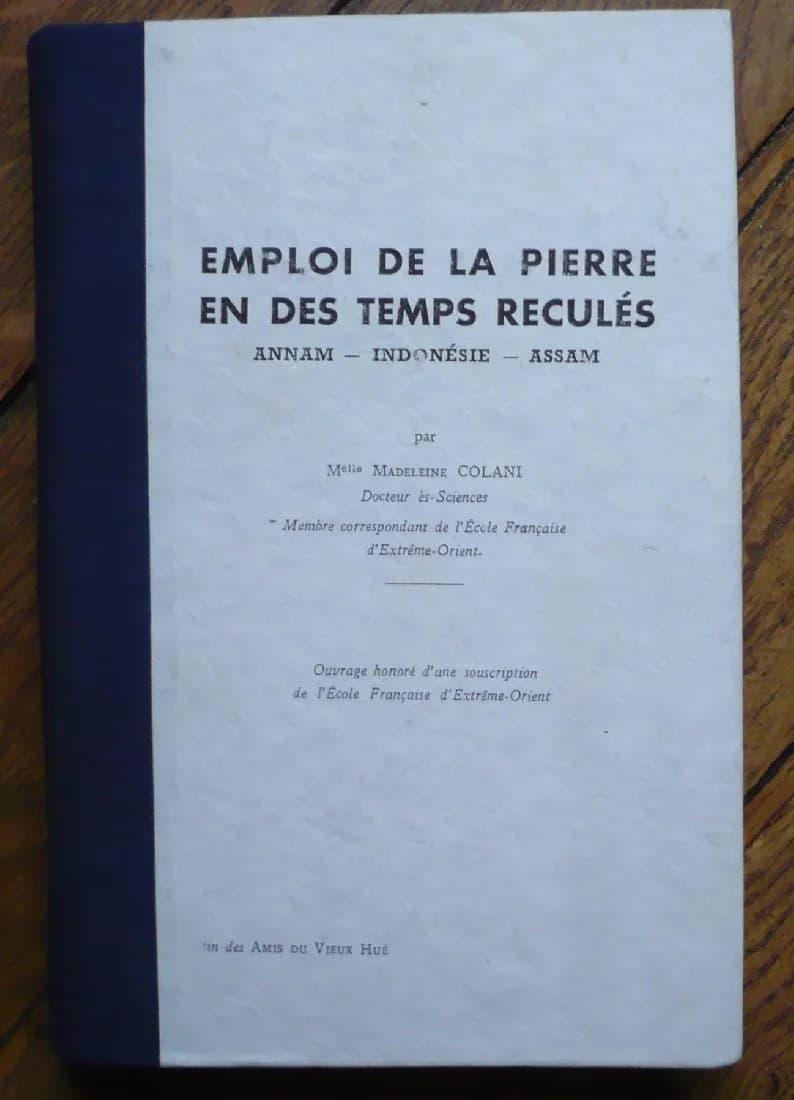 EMPLOI DE LA PIERRE
EN DES TEMPS RECULÉS
ANNAM — INDONÉSIE — ASSAM
par
Melle MADELEINE COLANI
Docteur ès-Sciences
Membre correspondant de l'École Française
d'Extrême-Orient.
Ouvrage honoré d'une souscription
de l'École Française d'Extrême-Orient
des AMIS DU VIEUX HUÉ